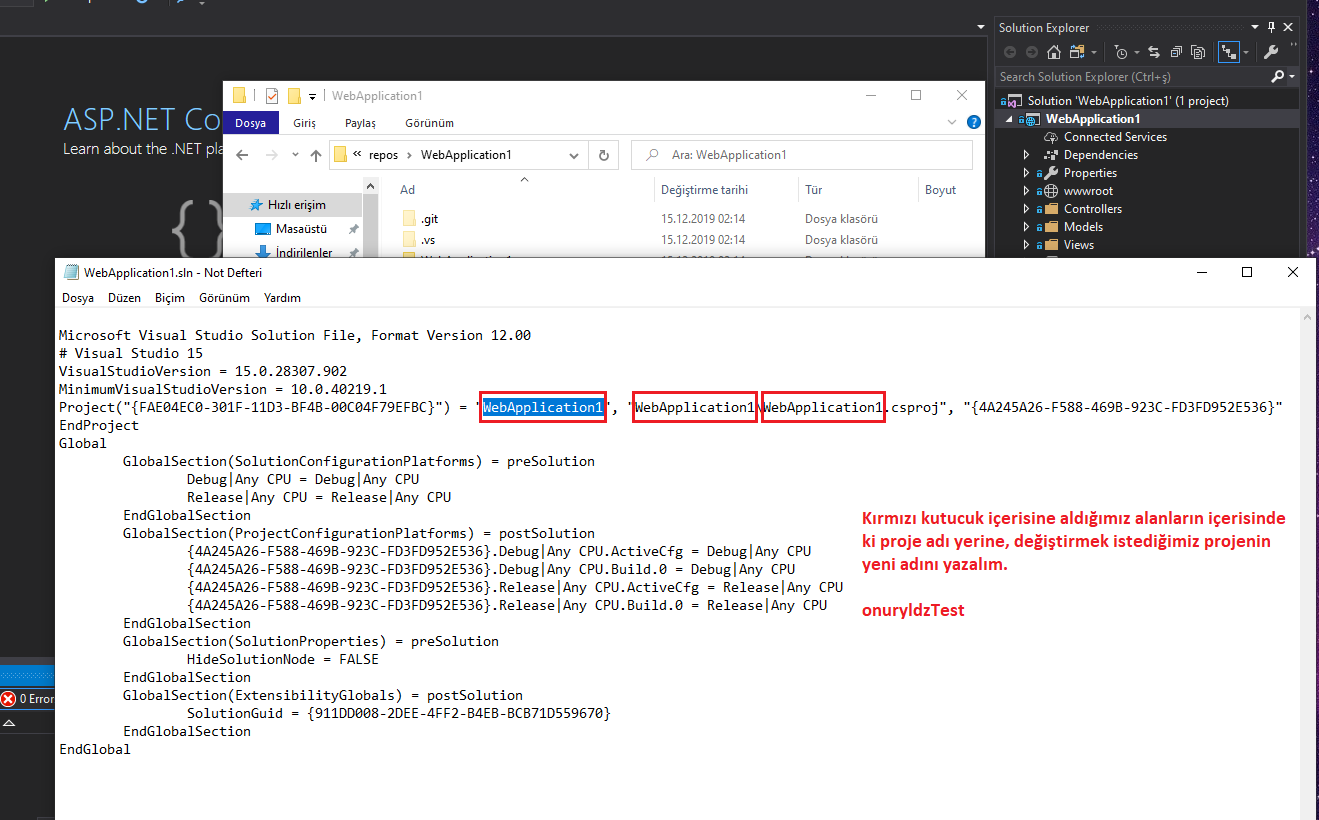 Solution Explorer
Search Solution Explorer (Ctrl+ş)
Solution 'WebApplication1' (1 project)
WebApplication1
Connected Services
Dependencies
Properties
wwwroot
Controllers
Models
Views
ASP.NET Co
Learn about the .NET pla
WebApplication1
Dosya Giriş Paylaş Görünüm
« repos › WebApplication1
Ara: WebApplication1
Ad Değiştirme tarihi Tür Boyut
Hızlı erişim
Masaüstü
İndirilenler
.git 15.12.2019 02:14 Dosya klasörü
.vs 15.12.2019 02:14 Dosya klasörü
WebApplication1.sln - Not Defteri
Dosya Düzen Biçim Görünüm Yardım
Microsoft Visual Studio Solution File, Format Version 12.00
# Visual Studio 15
VisualStudioVersion = 15.0.28307.902
MinimumVisualStudioVersion = 10.0.40219.1
Project("{FAE04EC0-301F-11D3-BF4B-00C04F79EFBC}") = "WebApplication1", "WebApplication1\WebApplication1.csproj", "{4A245A26-F588-469B-923C-FD3FD952E536}"
EndProject
Global
GlobalSection(SolutionConfigurationPlatforms) = preSolution
Debug|Any CPU = Debug|Any CPU
Release|Any CPU = Release|Any CPU
EndGlobalSection
GlobalSection(ProjectConfigurationPlatforms) = postSolution
{4A245A26-F588-469B-923C-FD3FD952E536}.Debug|Any CPU.ActiveCfg = Debug|Any CPU
{4A245A26-F588-469B-923C-FD3FD952E536}.Debug|Any CPU.Build.0 = Debug|Any CPU
{4A245A26-F588-469B-923C-FD3FD952E536}.Release|Any CPU.ActiveCfg = Release|Any CPU
{4A245A26-F588-469B-923C-FD3FD952E536}.Release|Any CPU.Build.0 = Release|Any CPU
EndGlobalSection
GlobalSection(SolutionProperties) = preSolution
HideSolutionNode = FALSE
EndGlobalSection
GlobalSection(ExtensibilityGlobals) = postSolution
SolutionGuid = {911DD008-2DEE-4FF2-B4EB-BCB71D559670}
EndGlobalSection
EndGlobal
Kırmızı kutucuk içerisine aldığımız alanların içerisinde
ki proje adı yerine, değiştirmek istediğimiz projenin
yeni adını yazalım.
onuryldzTest
0 Error